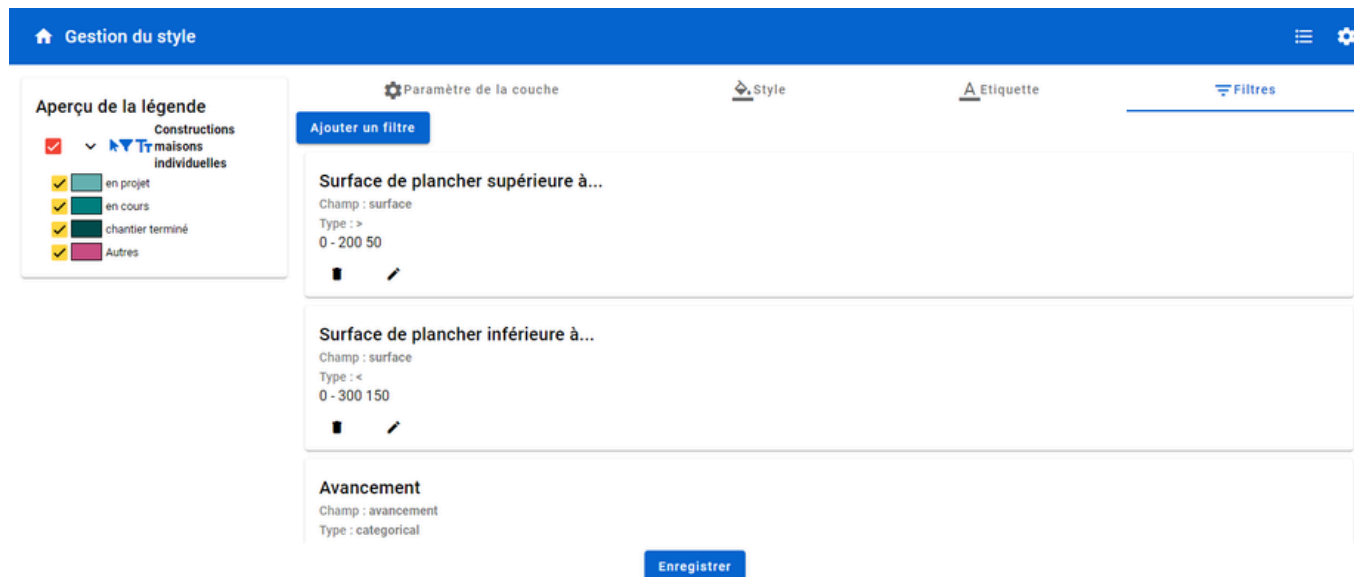 Gestion du style
Aperçu de la légende
Constructions
maisons
individuelles
en projet
en cours
chantier terminé
Autres
Paramètre de la couche
Style
Etiquette
Filtres
Ajouter un filtre
Surface de plancher supérieure à...
Champ : surface
Type : >
0 - 200 50
Surface de plancher inférieure à...
Champ : surface
Type : <
0 - 300 150
Avancement
Champ : avancement
Type : categorical
Enregistrer